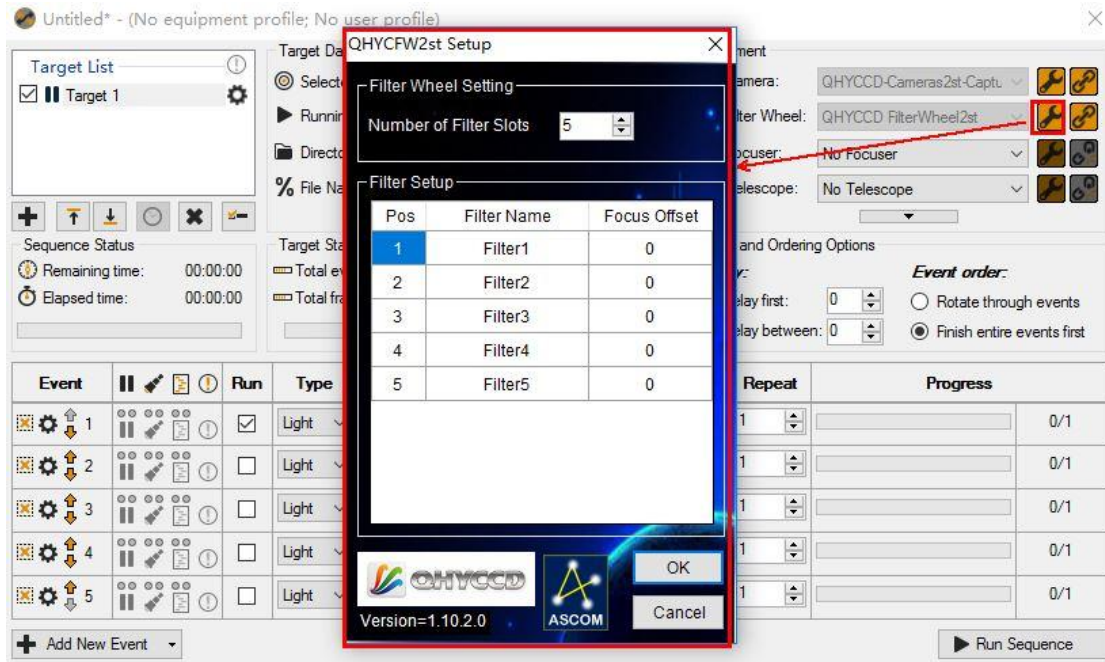 Untitled* - (No equipment profile; No user profile)
Target List
Target 1
Sequence Status
Remaining time: 00:00:00
Elapsed time: 00:00:00
Target Da
Selecte
Runnin
Directo
% File Na
Target Sta
Total ev
Total fra
QHYCFW2st Setup
Filter Wheel Setting
Number of Filter Slots 5
Filter Setup
Pos Filter Name Focus Offset
1 Filter1 0
2 Filter2 0
3 Filter3 0
4 Filter4 0
5 Filter5 0
QHYCCD
Version=1.10.2.0
ASCOM
OK
Cancel
ment
amera: QHYCCD-Cameras2st-Captu
lter Wheel: QHYCCD FilterWheel2st
ocuser: No Focuser
elescope: No Telescope
and Ordering Options
y: Event order:
elay first: 0 Rotate through events
elay between: 0 Finish entire events first
Event Run Type Repeat Progress
1 Light 1 0/1
2 Light 1 0/1
3 Light 1 0/1
4 Light 1 0/1
5 Light 1 0/1
Add New Event
Run Sequence